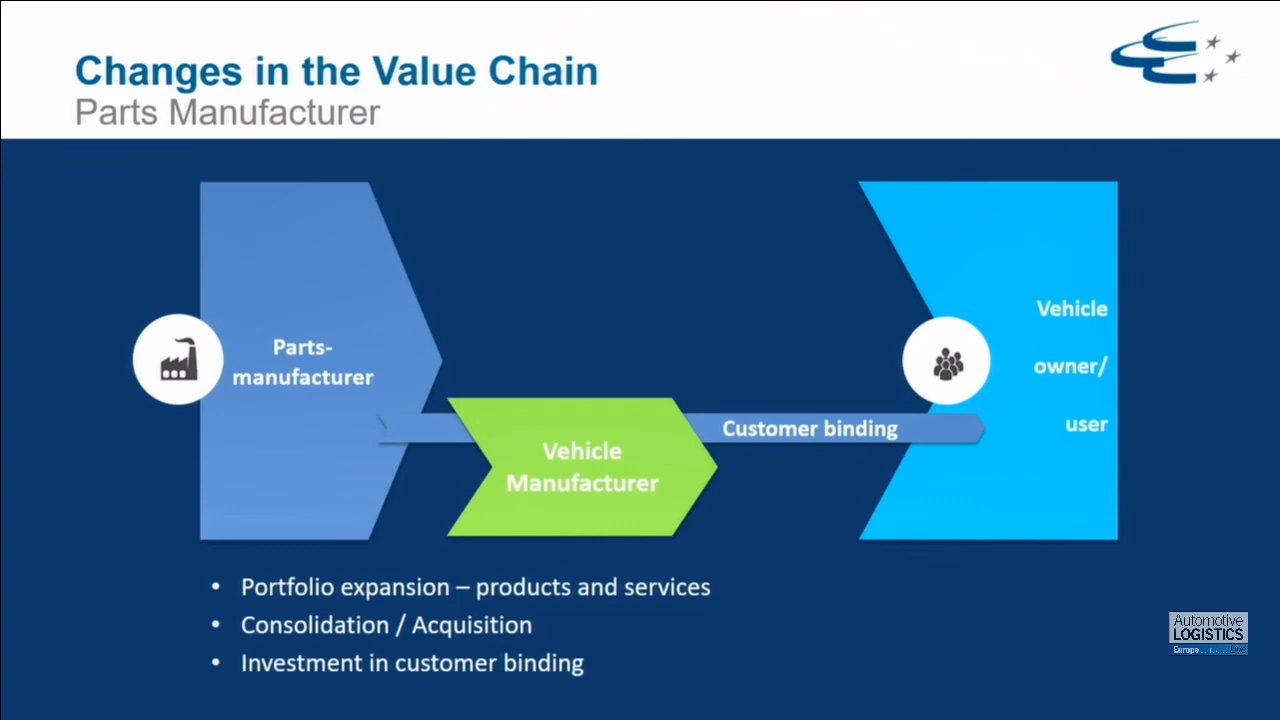 Changes in the Value Chain
Parts Manufacturer
Parts-
manufacturer
Vehicle
Manufacturer
Customer binding
Vehicle
owner/
user
• Portfolio expansion – products and services
• Consolidation / Acquisition
• Investment in customer binding
Automotive
LOGISTICS
Europe Live